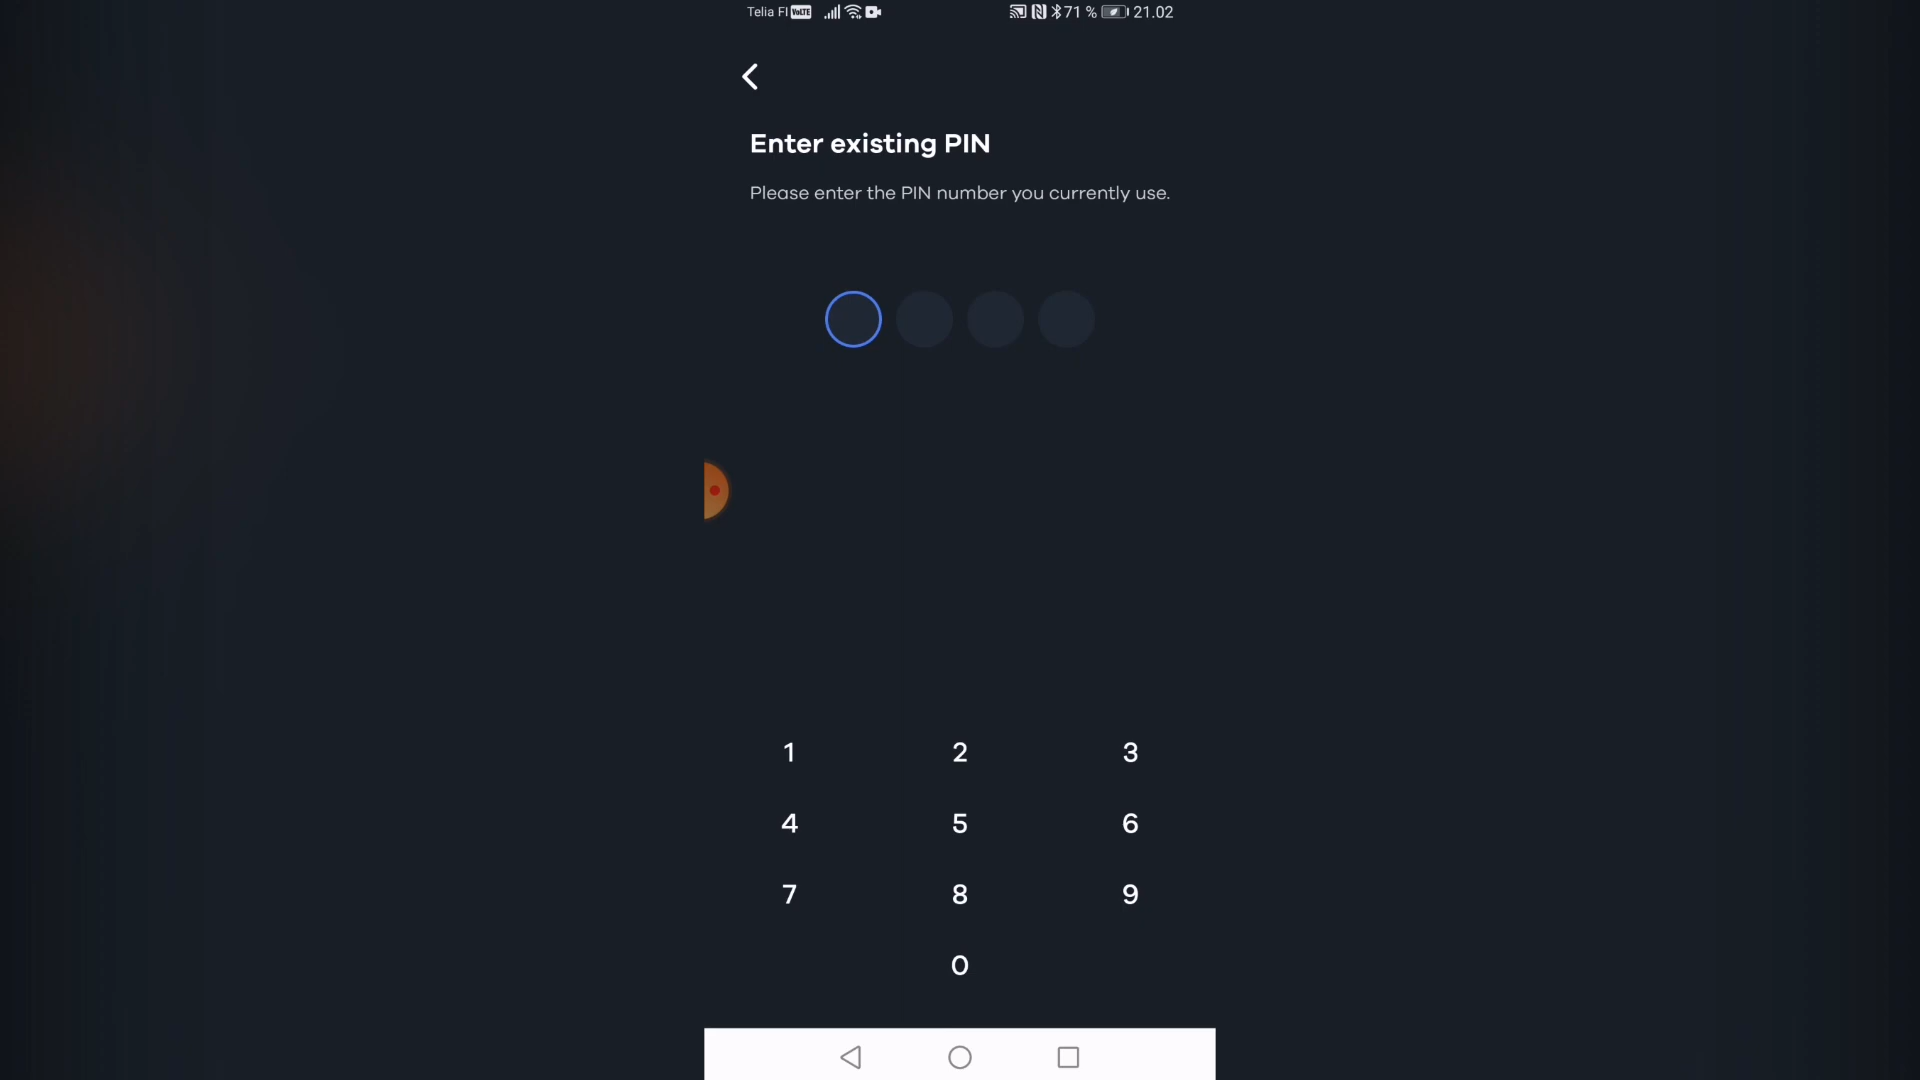 Telia FI VoLTE 71 % 21.02
Enter existing PIN
Please enter the PIN number you currently use.
1 2 3
4 5 6
7 8 9
0